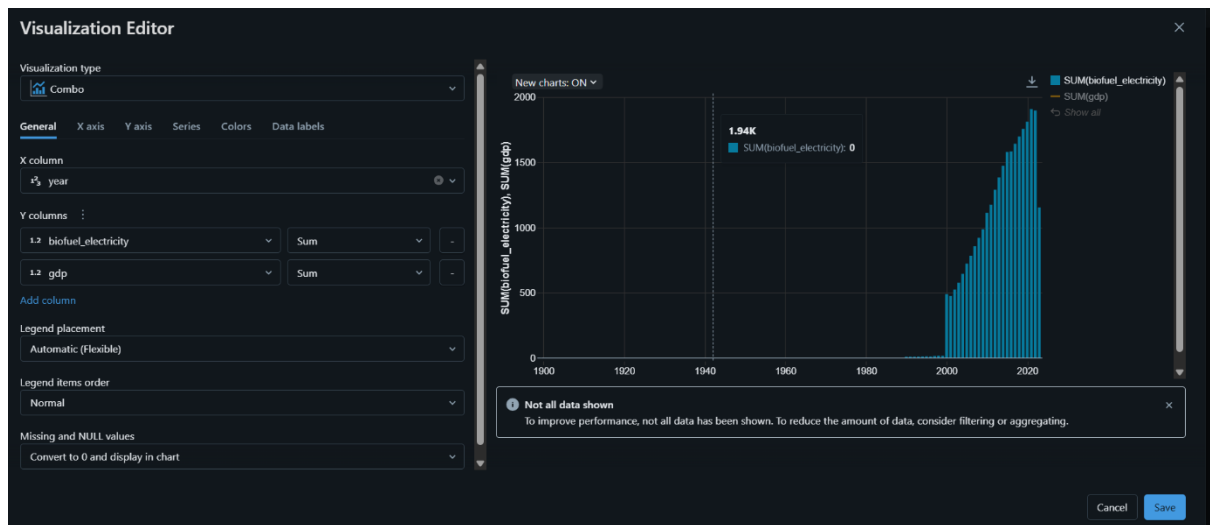 Visualization Editor
Visualization type
Combo
General X axis Y axis Series Colors Data labels
X column
1²₃ year
Y columns
1.2 biofuel_electricity Sum -
1.2 gdp Sum -
Add column
Legend placement
Automatic (Flexible)
Legend items order
Normal
Missing and NULL values
Convert to 0 and display in chart
New charts: ON
SUM(biofuel_electricity)
SUM(gdp)
Show all
SUM(biofuel_electricity), SUM(gdp)
2000
1500
1000
500
0
1900 1920 1940 1960 1980 2000 2020
1.94K
SUM(biofuel_electricity): 0
Not all data shown
To improve performance, not all data has been shown. To reduce the amount of data, consider filtering or aggregating.
Cancel Save